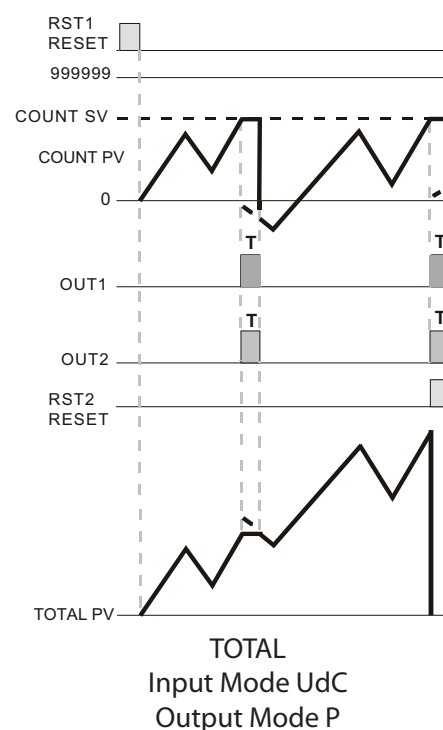 RST1
RESET
999999
COUNT SV
COUNT PV
0
T
T
OUT1
T
T
OUT2
RST2
RESET
TOTAL PV
TOTAL
Input Mode UdC
Output Mode P